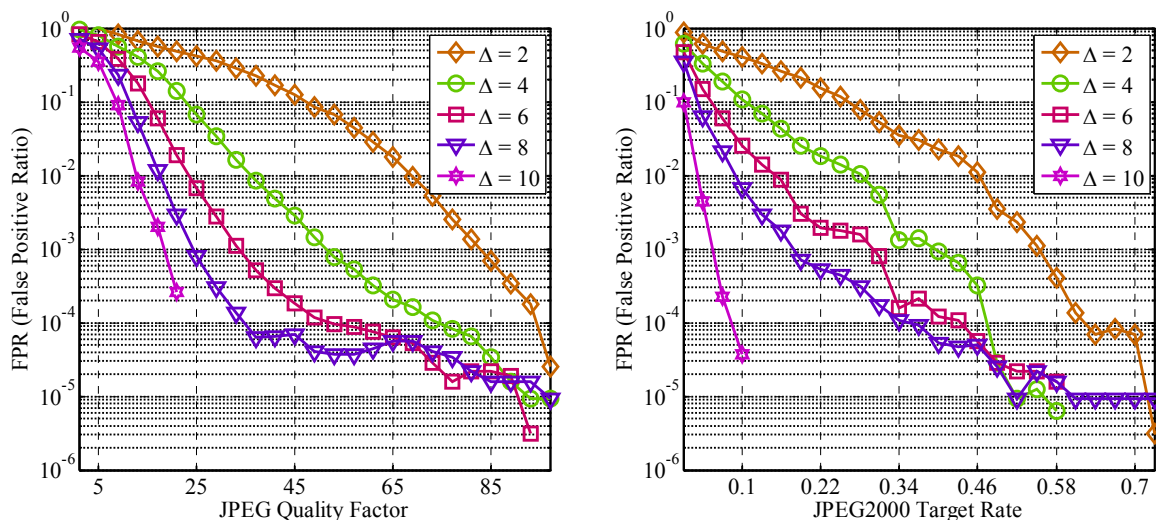 FPR (False Positive Ratio)
10^0
10^-1
10^-2
10^-3
10^-4
10^-5
10^-6
5 25 45 65 85
JPEG Quality Factor
Δ = 2
Δ = 4
Δ = 6
Δ = 8
Δ = 10
FPR (False Positive Ratio)
10^0
10^-1
10^-2
10^-3
10^-4
10^-5
10^-6
0.1 0.22 0.34 0.46 0.58 0.7
JPEG2000 Target Rate
Δ = 2
Δ = 4
Δ = 6
Δ = 8
Δ = 10